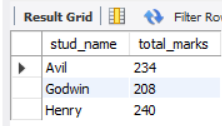 Result Grid Filter Ro
stud_name total_marks
Avil 234
Godwin 208
Henry 240